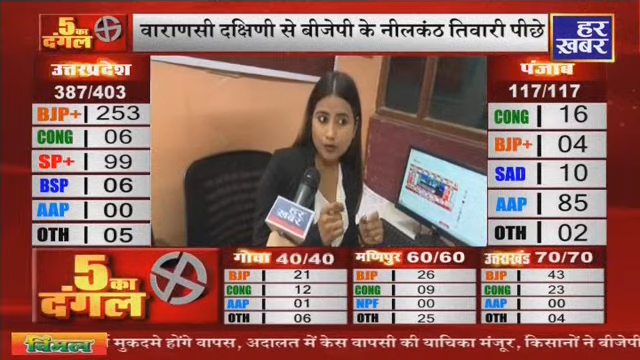 5 का दंगल
वाराणसी दक्षिणी से बीजेपी के नीलकंठ तिवारी पीछे
हर ख़बर
उत्तरप्रदेश
387/403
BJP+ 253
CONG 06
SP+ 99
BSP 06
AAP 00
OTH 05
हर ख़बर
पंजाब
117/117
CONG 16
BJP+ 04
SAD 10
AAP 85
OTH 02
5 का दंगल
गोवा 40/40
BJP 21
CONG 12
AAP 01
OTH 06
मणिपुर 60/60
BJP 26
CONG 09
NPF 00
OTH 25
उत्तराखंड 70/70
BJP 43
CONG 23
AAP 00
OTH 04
विमल
मुकदमे होंगे वापस, अदालत में केस वापसी की याचिका मंजूर, किसानों ने बीजेपी